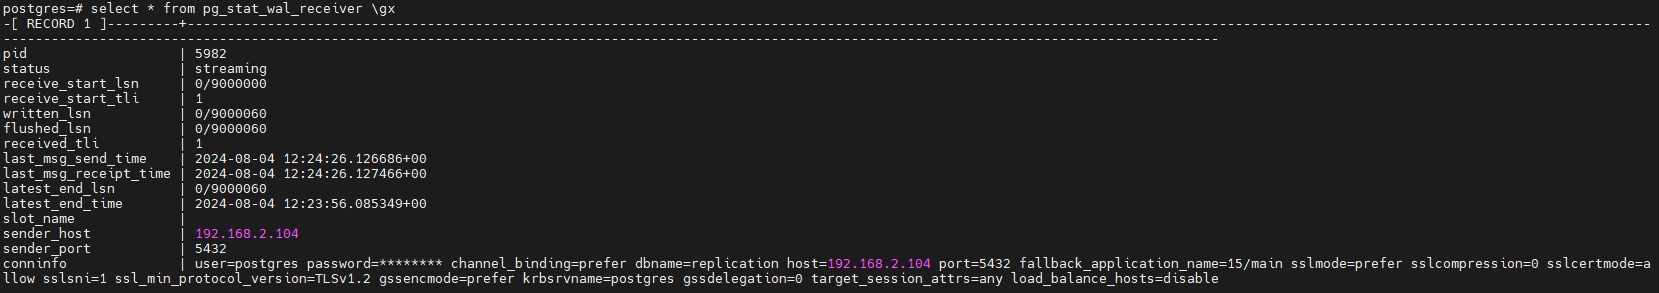 postgres=# select * from pg_stat_wal_receiver \gx
-[ RECORD 1 ]---------+------------------------------------------------------------------------------------------------------------------------------------------------------------------------------------------
--------------------------------------------------------------------------------------------------------------------------------------------------------
pid                   | 5982
status                | streaming
receive_start_lsn     | 0/9000000
receive_start_tli     | 1
written_lsn           | 0/9000060
flushed_lsn           | 0/9000060
received_tli          | 1
last_msg_send_time    | 2024-08-04 12:24:26.126686+00
last_msg_receipt_time | 2024-08-04 12:24:26.127466+00
latest_end_lsn        | 0/9000060
latest_end_time       | 2024-08-04 12:23:56.085349+00
slot_name             |
sender_host           | 192.168.2.104
sender_port           | 5432
conninfo              | user=postgres password=******** channel_binding=prefer dbname=replication host=192.168.2.104 port=5432 fallback_application_name=15/main sslmode=prefer sslcompression=0 sslcertmode=a
llow sslsni=1 ssl_min_protocol_version=TLSv1.2 gssencmode=prefer krbsrvname=postgres gssdelegation=0 target_session_attrs=any load_balance_hosts=disable